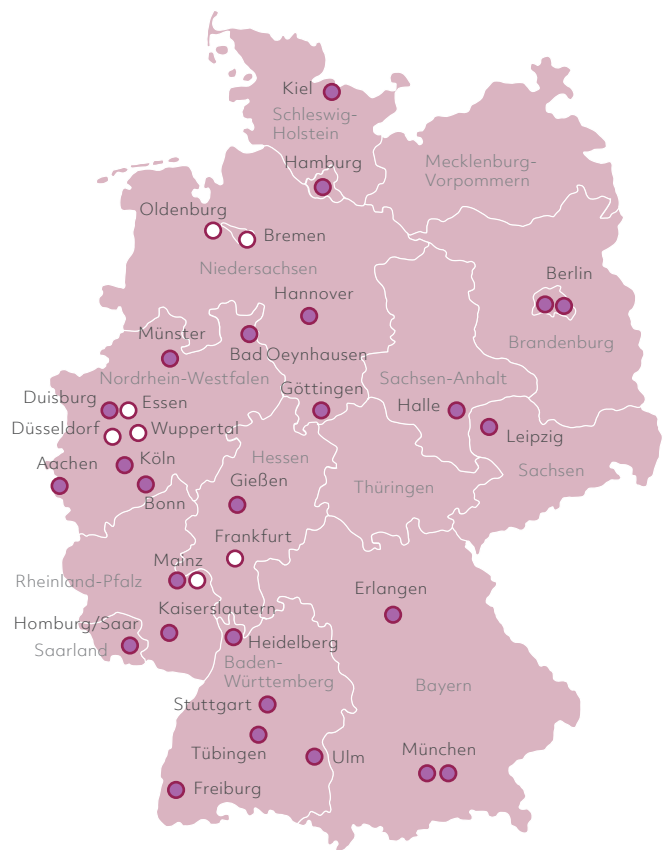 Kiel
Schleswig-
Holstein
Hamburg
Mecklenburg-
Vorpommern
Oldenburg
Bremen
Niedersachsen
Berlin
Hannover
Münster
Bad Oeynhausen
Brandenburg
Nordrhein-Westfalen
Göttingen
Sachsen-Anhalt
Duisburg
Essen
Halle
Düsseldorf
Wuppertal
Leipzig
Aachen
Köln
Hessen
Sachsen
Gießen
Thüringen
Bonn
Frankfurt
Mainz
Rheinland-Pfalz
Erlangen
Kaiserslautern
Homburg/Saar
Heidelberg
Saarland
Baden-
Württemberg
Bayern
Stuttgart
Tübingen
Ulm
München
Freiburg